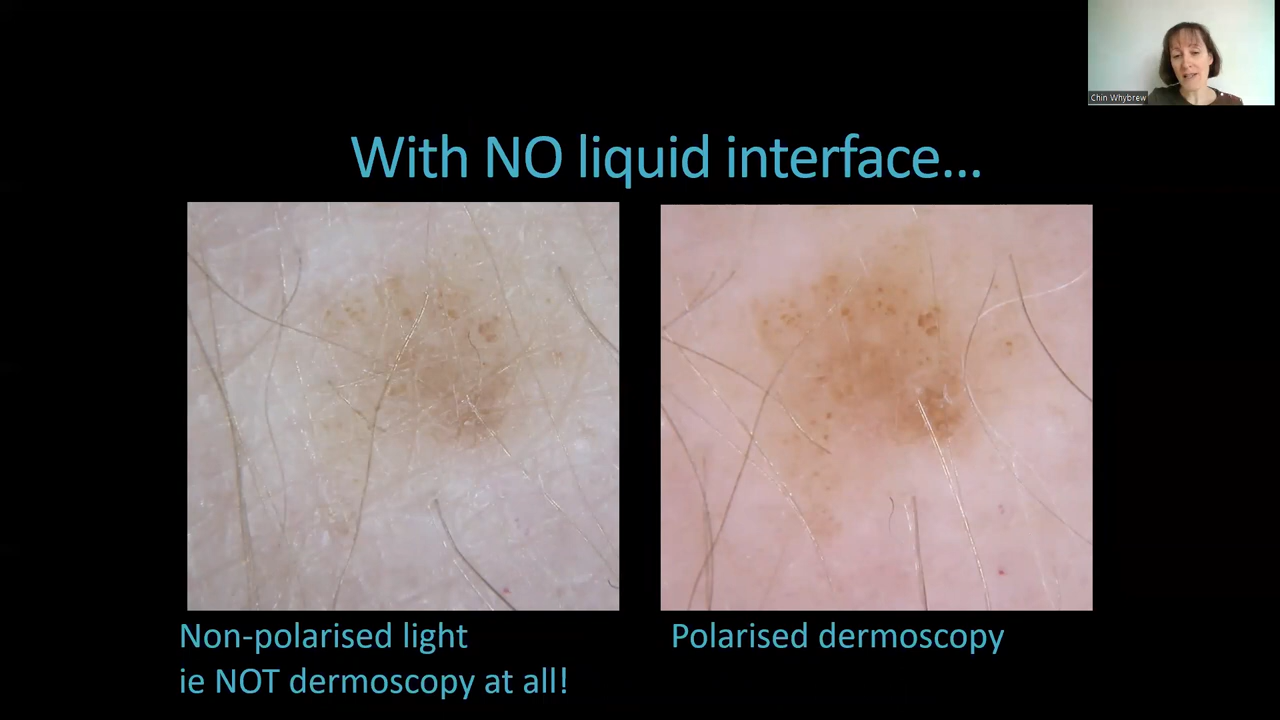 Chin Whybrew
With NO liquid interface...
Non-polarised light
ie NOT dermoscopy at all!
Polarised dermoscopy